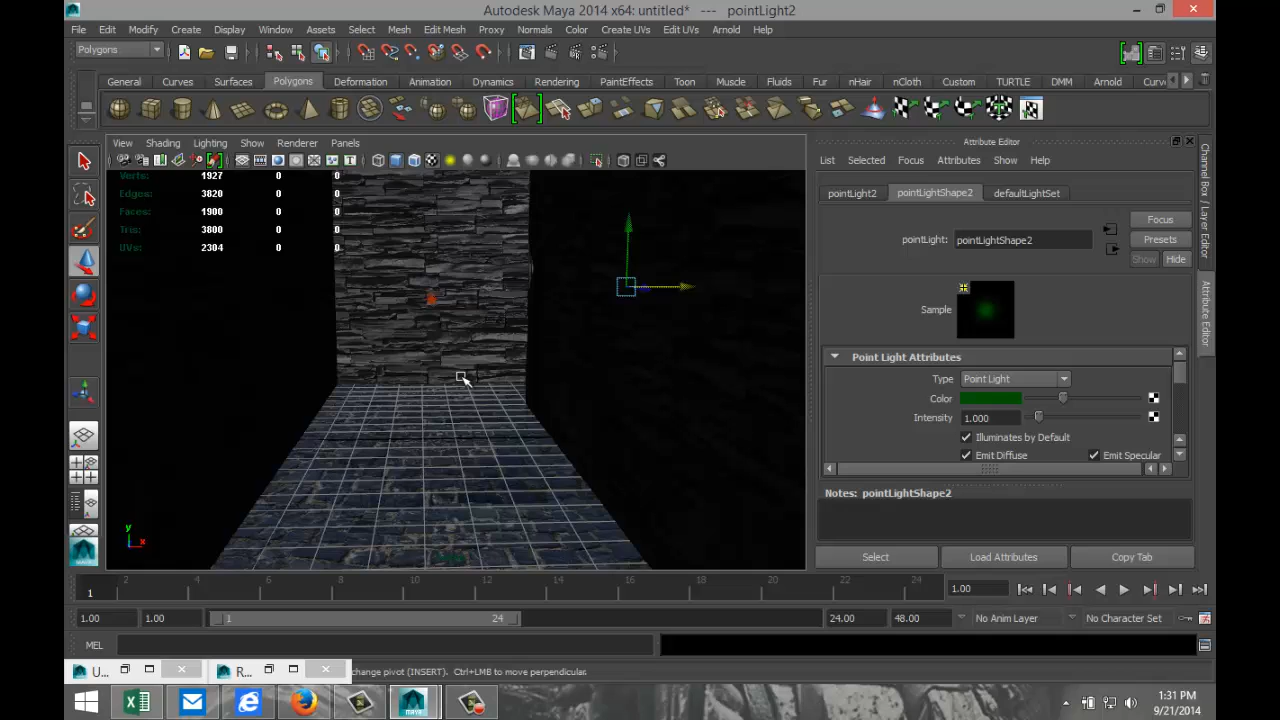 Autodesk Maya 2014 x64: untitled* --- pointLight2
File Edit Modify Create Display Window Assets Select Mesh Edit Mesh Proxy Normals Color Create UVs Edit UVs Arnold Help
Polygons
General Curves Surfaces Polygons Deformation Animation Dynamics Rendering PaintEffects Toon Muscle Fluids Fur nHair nCloth Custom TURTLE DMM Arnold Curv
View Shading Lighting Show Renderer Panels
Verts: 1927 0 0
Edges: 3820 0 0
Faces: 1900 0 0
Tris: 3800 0 0
UVs: 2304 0 0
y
x
Attribute Editor
List Selected Focus Attributes Show Help
pointLight2 pointLightShape2 defaultLightSet
Focus
pointLight: pointLightShape2
Presets
Show Hide
Sample
Point Light Attributes
Type Point Light
Color
Intensity 1.000
Illuminates by Default
Emit Diffuse Emit Specular
Notes: pointLightShape2
Select Load Attributes Copy Tab
Channel Box / Layer Editor
Attribute Editor
1 2 4 6 8 10 12 14 16 18 20 22 24 1.00
1.00 1.00 1 24 24.00 48.00 No Anim Layer No Character Set
MEL
U... R... change pivot (INSERT). Ctrl+LMB to move perpendicular.
1:31 PM
9/21/2014